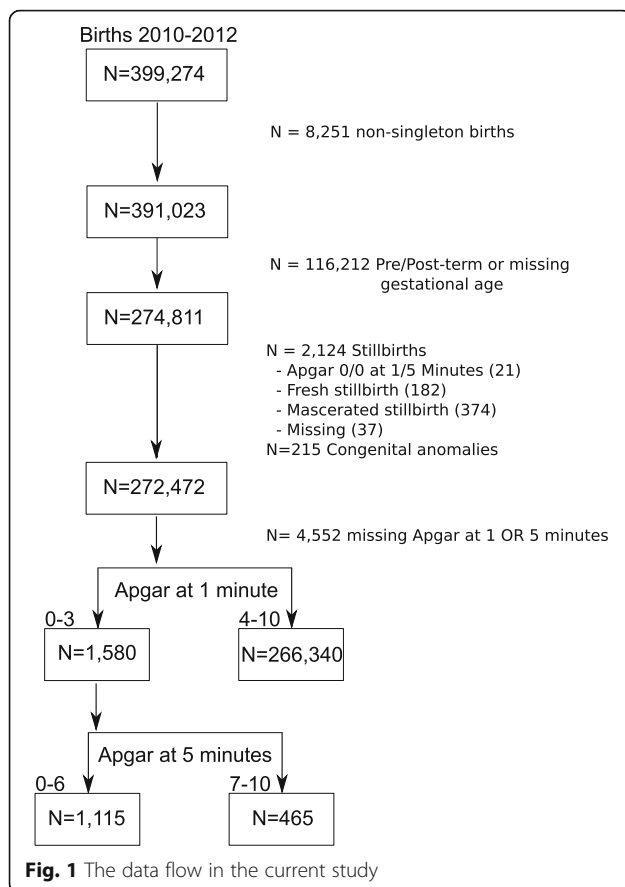 Births 2010-2012
N=399,274
N = 8,251 non-singleton births
N=391,023
N = 116,212 Pre/Post-term or missing
gestational age
N=274,811
N = 2,124 Stillbirths
- Apgar 0/0 at 1/5 Minutes (21)
- Fresh stillbirth (182)
- Mascerated stillbirth (374)
- Missing (37)
N=215 Congenital anomalies
N=272,472
N= 4,552 missing Apgar at 1 OR 5 minutes
Apgar at 1 minute
0-3
4-10
N=1,580
N=266,340
Apgar at 5 minutes
0-6
7-10
N=1,115
N=465
Fig. 1 The data flow in the current study